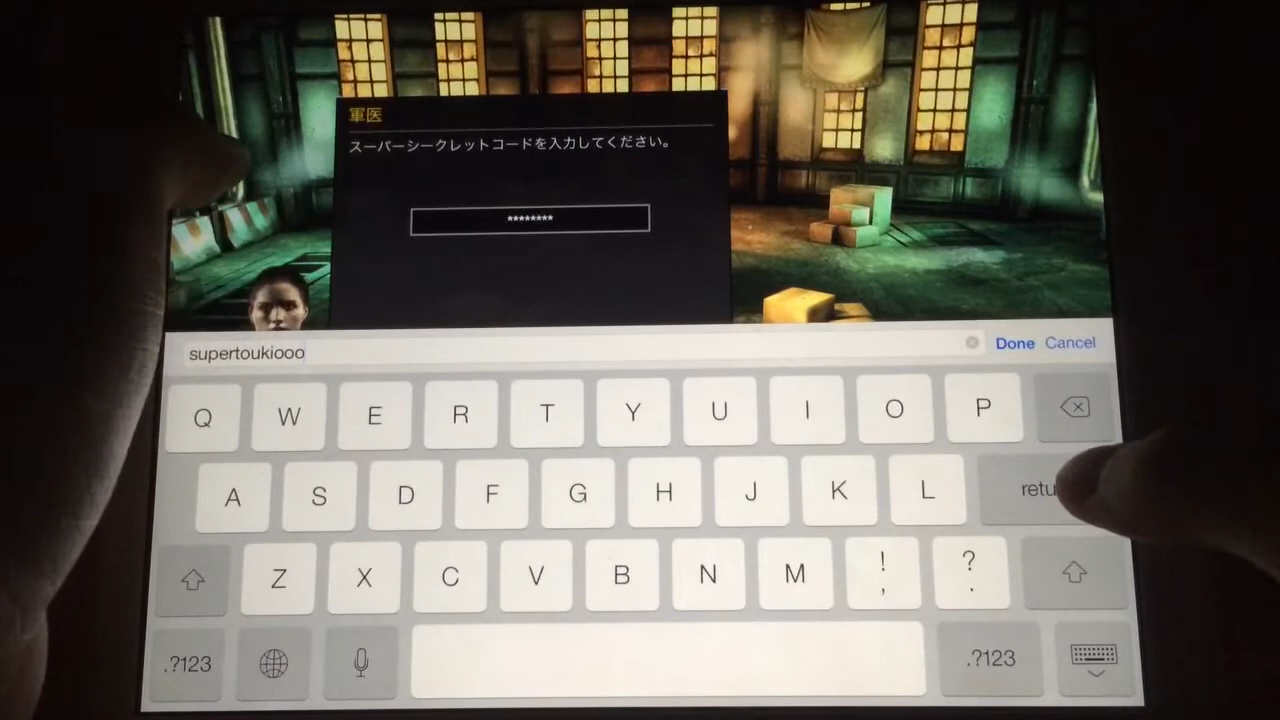 軍医
スーパーシークレットコードを入力してください。
********
supertoukiooo
Done Cancel
Q W E R T Y U I O P
A S D F G H J K L retu
Z X C V B N M ! , ? .
.?123 .?123